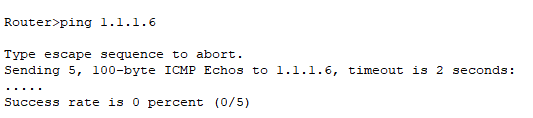 Router>ping 1.1.1.6
Type escape sequence to abort.
Sending 5, 100-byte ICMP Echos to 1.1.1.6, timeout is 2 seconds:
.....
Success rate is 0 percent (0/5)